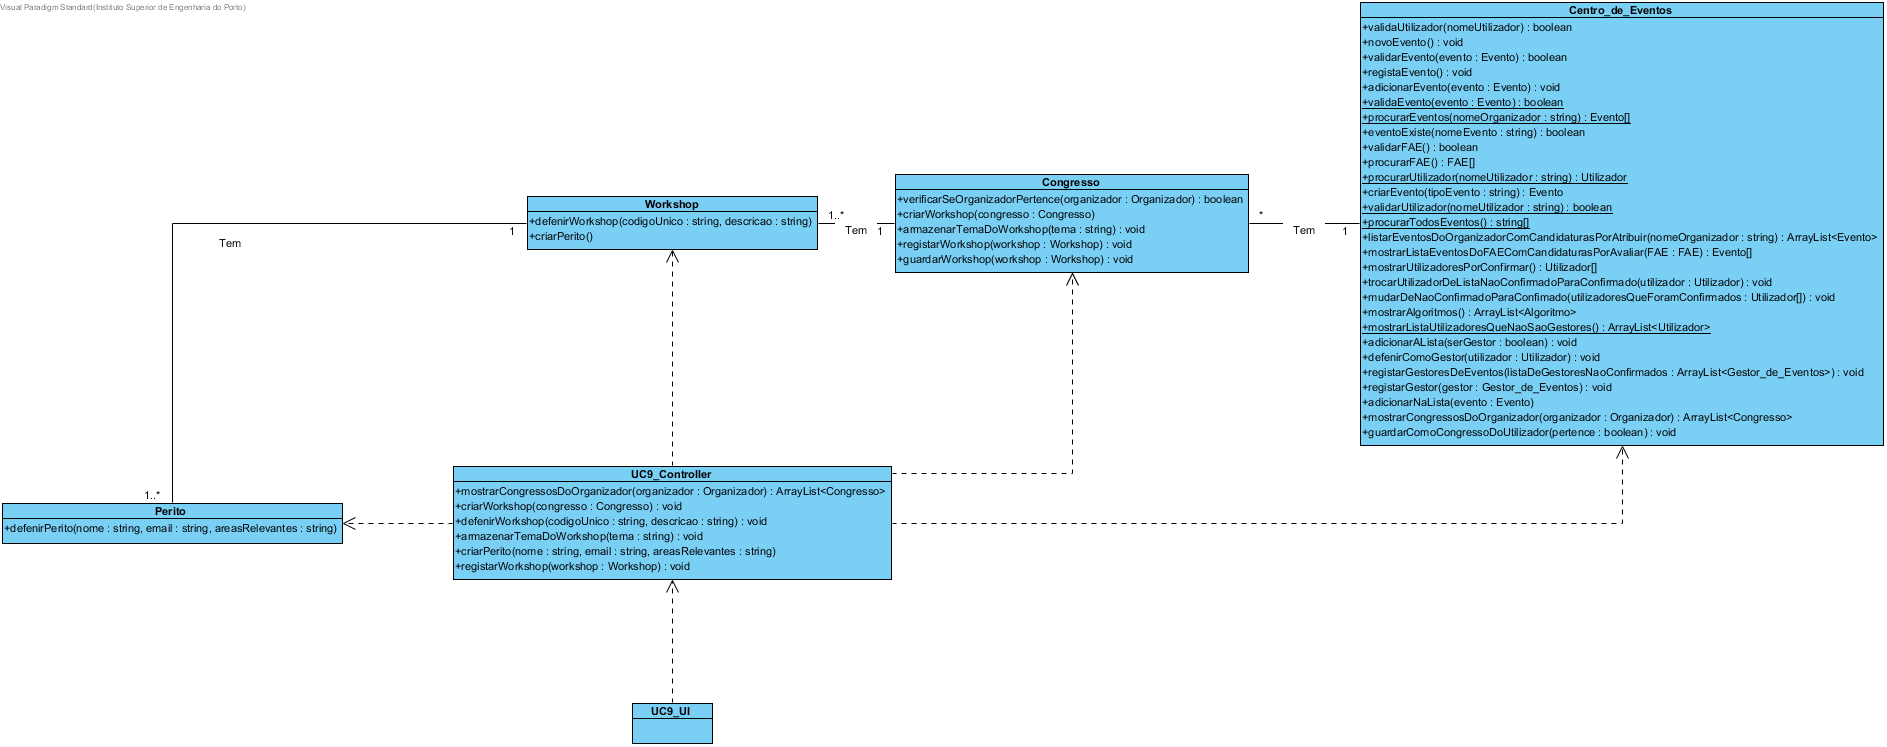 Visual Paradigm Standard(Instituto Superior de Engenharia do Porto)
Centro_de_Eventos
+validaUtilizador(nomeUtilizador) : boolean
+novoEvento() : void
+validarEvento(evento : Evento) : boolean
+registaEvento() : void
+adicionarEvento(evento : Evento) : void
+validaEvento(evento : Evento) : boolean
+procurarEventos(nomeOrganizador : string) : Evento[]
+eventoExiste(nomeEvento : string) : boolean
+validarFAE() : boolean
+procurarFAE() : FAE[]
+procurarUtilizador(nomeUtilizador : string) : Utilizador
+criarEvento(tipoEvento : string) : Evento
+validarUtilizador(nomeUtilizador : string) : boolean
+procurarTodosEventos() : string[]
+listarEventosDoOrganizadorComCandidaturasPorAtribuir(nomeOrganizador : string) : ArrayList<Evento>
+mostrarListaEventosDoFAEComCandidaturasPorAvaliar(FAE : FAE) : Evento[]
+mostrarUtilizadoresPorConfirmar() : Utilizador[]
+trocarUtilizadorDeListaNaoConfirmadoParaConfirmado(utilizador : Utilizador) : void
+mudarDeNaoConfirmadoParaConfimado(utilizadoresQueForamConfirmados : Utilizador[]) : void
+mostrarAlgoritmos() : ArrayList<Algoritmo>
+mostrarListaUtilizadoresQueNaoSaoGestores() : ArrayList<Utilizador>
+adicionarALista(serGestor : boolean) : void
+defenirComoGestor(utilizador : Utilizador) : void
+registarGestoresDeEventos(listaDeGestoresNaoConfirmados : ArrayList<Gestor_de_Eventos>) : void
+registarGestor(gestor : Gestor_de_Eventos) : void
+adicionarNaLista(evento : Evento)
+mostrarCongressosDoOrganizador(organizador : Organizador) : ArrayList<Congresso>
+guardarComoCongressoDoUtilizador(pertence : boolean) : void
Congresso
+verificarSeOrganizadorPertence(organizador : Organizador) : boolean
+criarWorkshop(congresso : Congresso)
+armazenarTemaDoWorkshop(tema : string) : void
+registarWorkshop(workshop : Workshop) : void
+guardarWorkshop(workshop : Workshop) : void
*
Tem
1
Workshop
+defenirWorkshop(codigoUnico : string, descricao : string)
+criarPerito()
1..*
Tem
1
1
Tem
1..*
Perito
+defenirPerito(nome : string, email : string, areasRelevantes : string)
UC9_Controller
+mostrarCongressosDoOrganizador(organizador : Organizador) : ArrayList<Congresso>
+criarWorkshop(congresso : Congresso) : void
+defenirWorkshop(codigoUnico : string, descricao : string) : void
+armazenarTemaDoWorkshop(tema : string) : void
+criarPerito(nome : string, email : string, areasRelevantes : string)
+registarWorkshop(workshop : Workshop) : void
UC9_UI